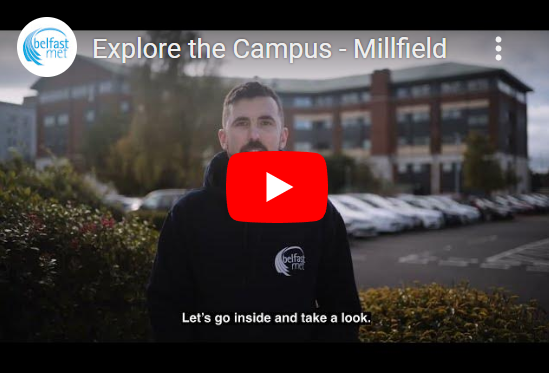 belfast
met
Explore the Campus - Millfield
belfast
met
Let's go inside and take a look.